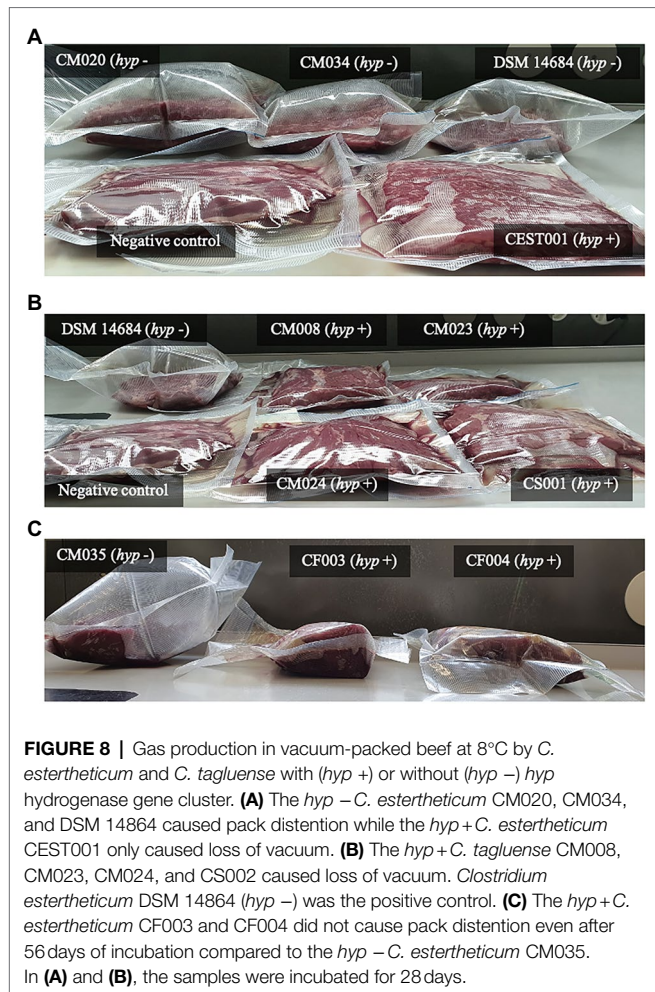 A
CM020 (hyp -
CM034 (hyp -)
DSM 14684 (hyp -)
Negative control
CEST001 (hyp +)
B
DSM 14684 (hyp -)
CM008 (hyp +)
CM023 (hyp +)
Negative control
CM024 (hyp +)
CS001 (hyp +)
C
CM035 (hyp -)
CF003 (hyp +)
CF004 (hyp +)
FIGURE 8 | Gas production in vacuum-packed beef at 8°C by C.
estertheticum and C. tagluense with (hyp +) or without (hyp −) hyp
hydrogenase gene cluster. (A) The hyp − C. estertheticum CM020, CM034,
and DSM 14864 caused pack distention while the hyp + C. estertheticum
CEST001 only caused loss of vacuum. (B) The hyp + C. tagluense CM008,
CM023, CM024, and CS002 caused loss of vacuum. Clostridium
estertheticum DSM 14864 (hyp −) was the positive control. (C) The hyp + C.
estertheticum CF003 and CF004 did not cause pack distention even after
56 days of incubation compared to the hyp − C. estertheticum CM035.
In (A) and (B), the samples were incubated for 28 days.